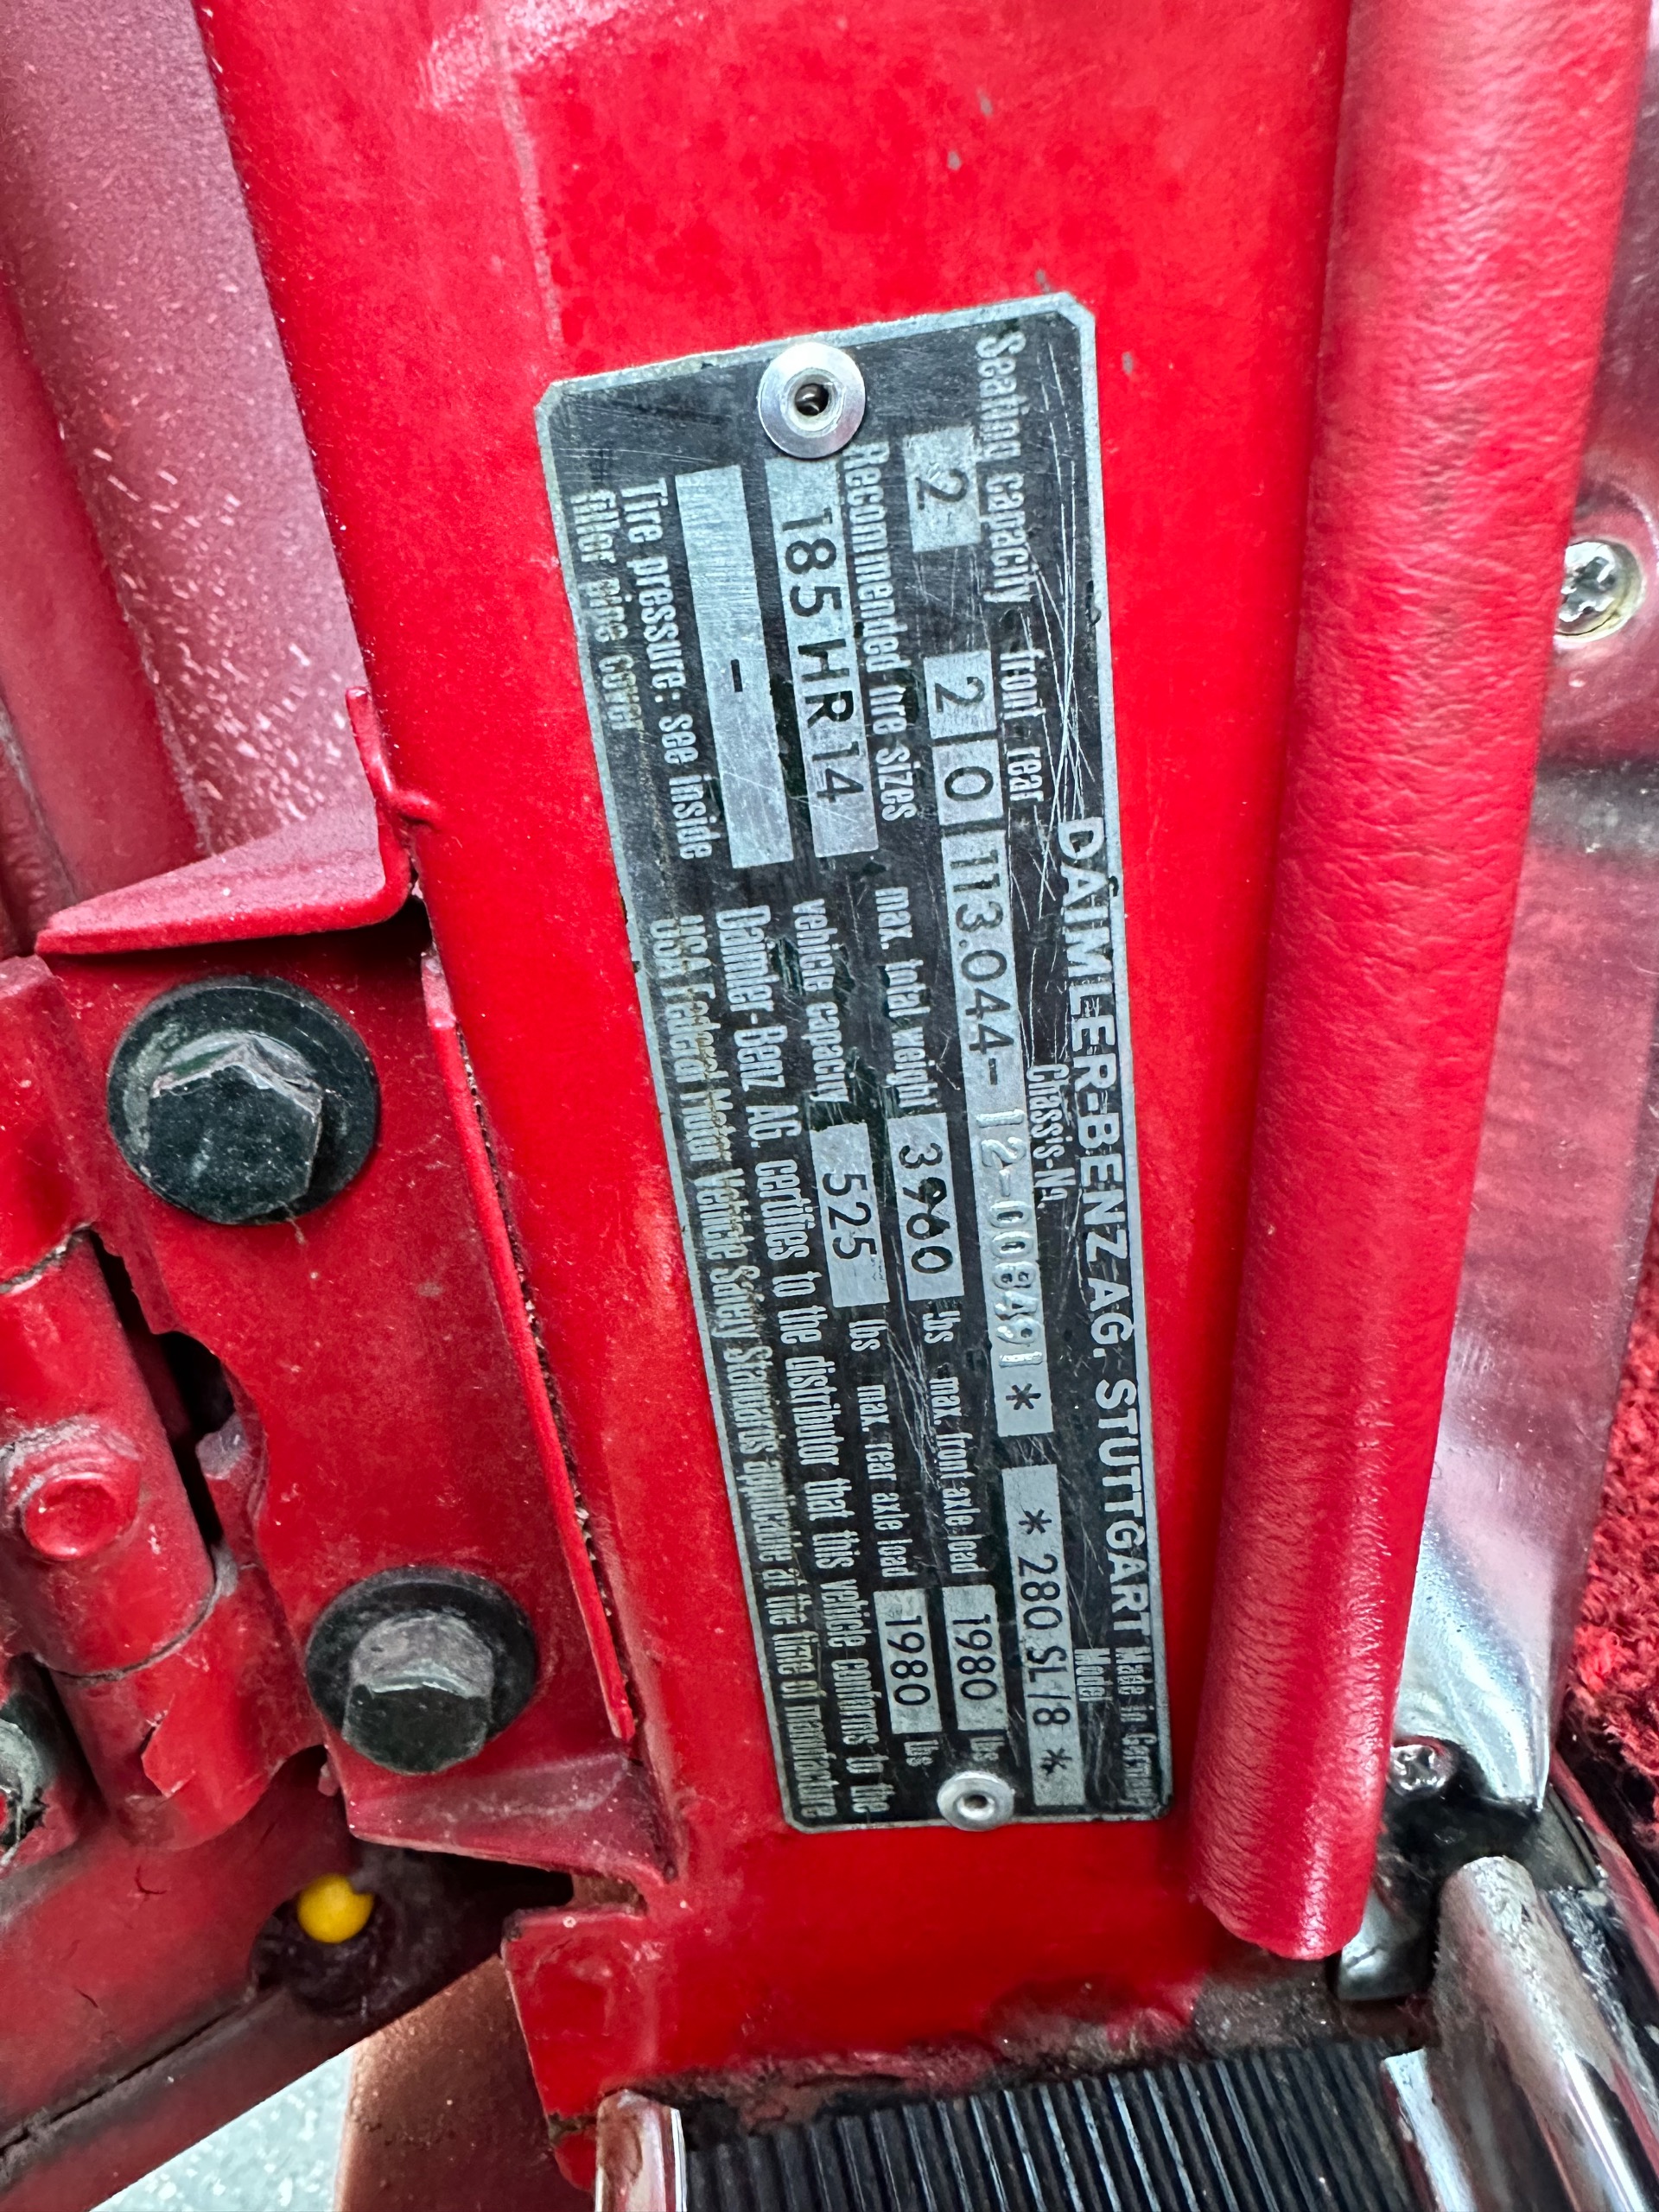 DAIMLER-BENZ AG. STUTTGART Made in Germany
Seating capacity - front - rear Chassis-No. Model
2 2 0 113.044-12-008491* *280 SL/8*
Recommended tire sizes max. total weight 3960 lbs max. front axle load 1980 lbs
185HR14 vehicle capacity 525 lbs max. rear axle load 1980 lbs
- Daimler-Benz AG. certifies to the distributor that this vehicle conforms to the
Tire pressure: see inside USA Federal Motor Vehicle Safety Standards applicable at the time of manufacture
filler pipe cover